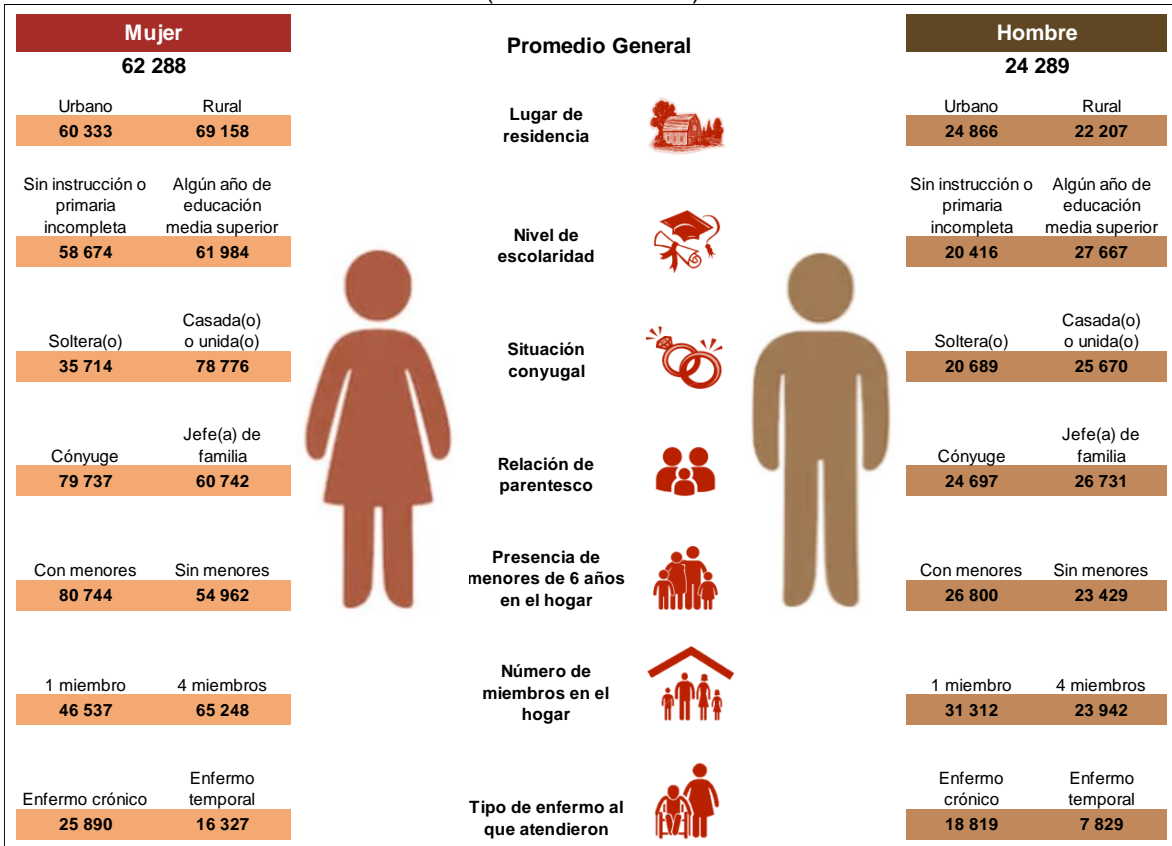 Mujer
62 288
Promedio General
Hombre
24 289
Urbano Rural
60 333 69 158
Lugar de
residencia
Urbano Rural
24 866 22 207
Sin instrucción o Algún año de
primaria educación
incompleta media superior
58 674 61 984
Nivel de
escolaridad
Sin instrucción o Algún año de
primaria educación
incompleta media superior
20 416 27 667
Casada(o)
Soltera(o) o unida(o)
35 714 78 776
Situación
conyugal
Casada(o)
Soltera(o) o unida(o)
20 689 25 670
Jefe(a) de
Cónyuge familia
79 737 60 742
Relación de
parentesco
Jefe(a) de
Cónyuge familia
24 697 26 731
Con menores Sin menores
80 744 54 962
Presencia de
menores de 6 años
en el hogar
Con menores Sin menores
26 800 23 429
1 miembro 4 miembros
46 537 65 248
Número de
miembros en el
hogar
1 miembro 4 miembros
31 312 23 942
Enfermo
Enfermo crónico temporal
25 890 16 327
Tipo de enfermo al
que atendieron
Enfermo Enfermo
crónico temporal
18 819 7 829